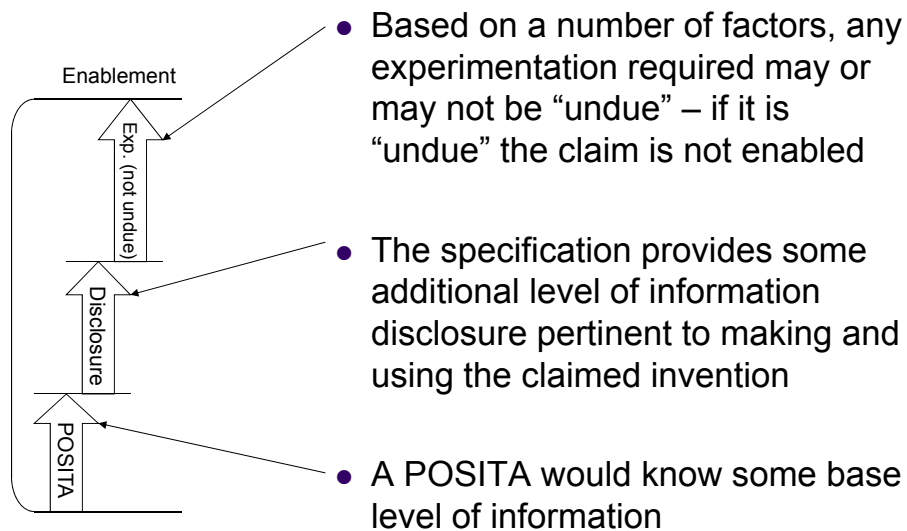 Enablement
Exp. (not undue)
Disclosure
POSITA
● Based on a number of factors, any
experimentation required may or
may not be “undue” – if it is
“undue” the claim is not enabled
● The specification provides some
additional level of information
disclosure pertinent to making and
using the claimed invention
● A POSITA would know some base
level of information